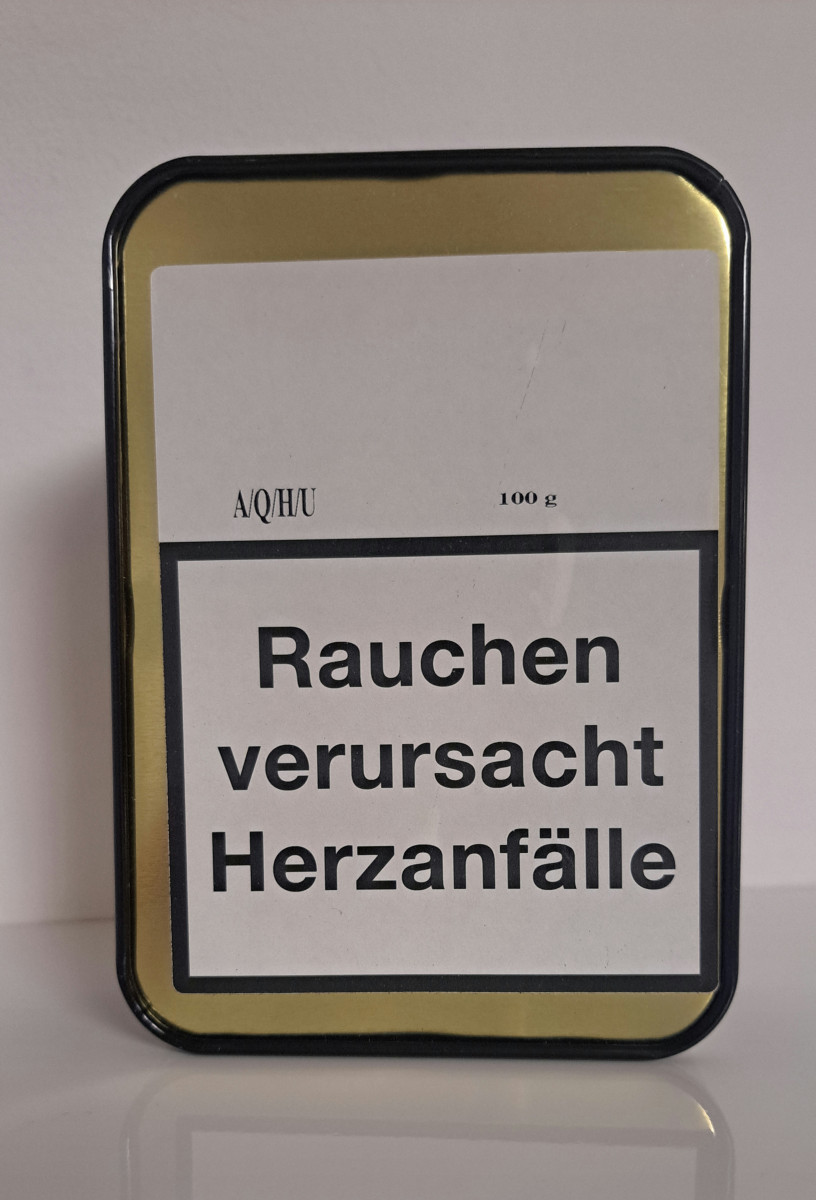 A/Q/H/U 100 g
Rauchen
verursacht
Herzanfälle